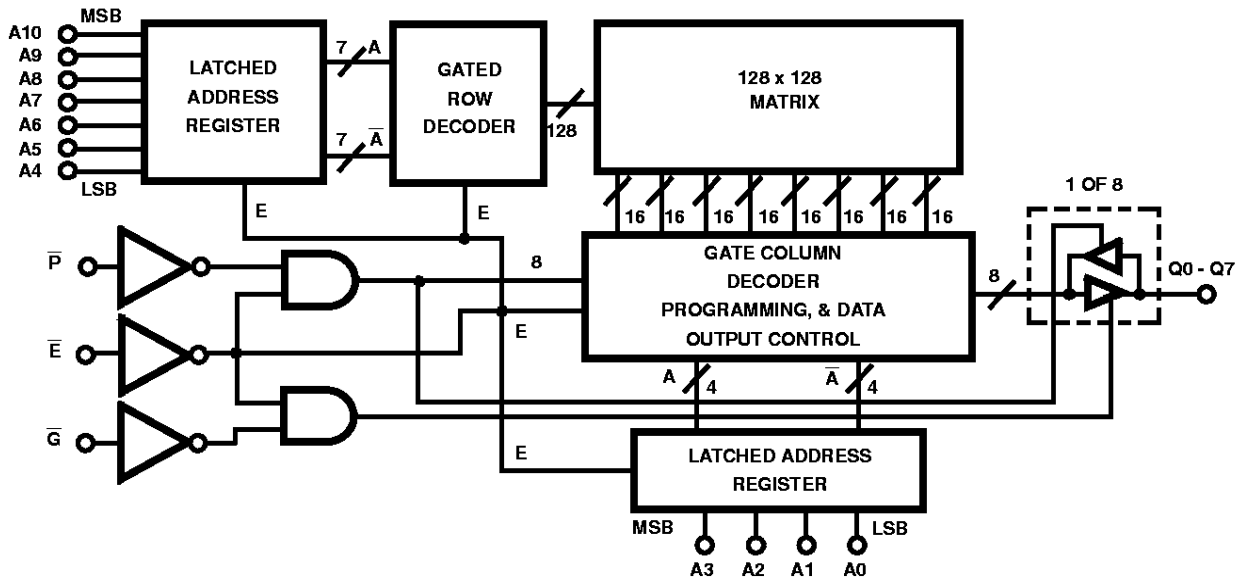 MSB
A10
A9
A8
A7
A6
A5
A4
LSB
LATCHED
ADDRESS
REGISTER
7 A
7 A̅
GATED
ROW
DECODER
128
128 x 128
MATRIX
E
E
16 16 16 16 16 16 16 16
1 OF 8
P̅
E̅
G̅
8
E
GATE COLUMN
DECODER
PROGRAMMING, & DATA
OUTPUT CONTROL
8
Q0 - Q7
A 4
A̅ 4
E
LATCHED ADDRESS
REGISTER
MSB
LSB
A3 A2 A1 A0